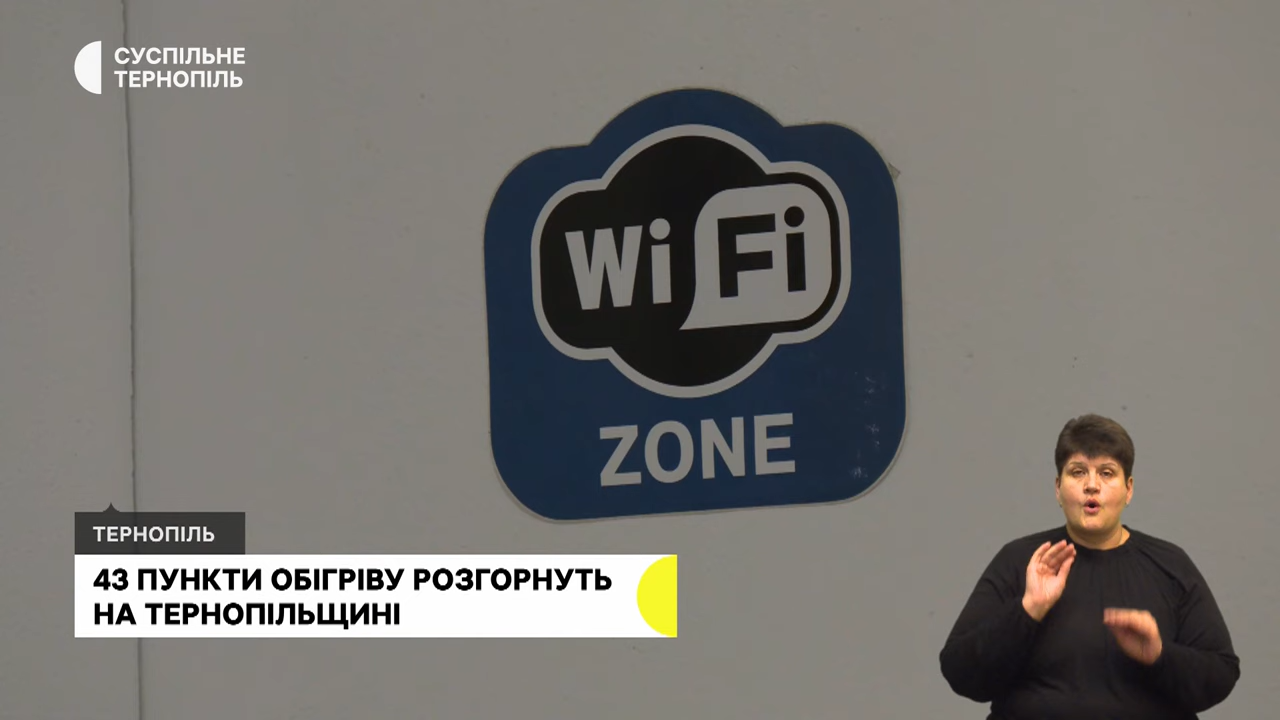 СУСПІЛЬНЕ
ТЕРНОПІЛЬ
Wi Fi
ZONE
ТЕРНОПІЛЬ
43 ПУНКТИ ОБІГРІВУ РОЗГОРНУТЬ
НА ТЕРНОПІЛЬЩИНІ